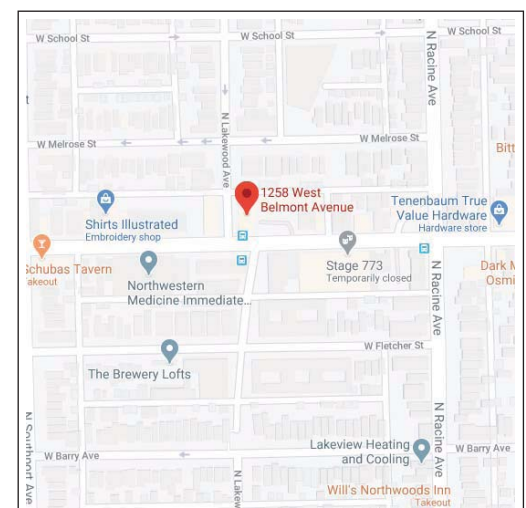 W School St
W School St
W School St
N Racine Ave
N Lakewood Ave
W Melrose St
W Melrose St
Bitt
1258 West
Belmont Avenue
Shirts Illustrated
Embroidery shop
Tenenbaum True
Value Hardware
Hardware store
Schubas Tavern
Takeout
Northwestern
Medicine Immediate...
Stage 773
Temporarily closed
N Racine Ave
Dark M
Osmi
W Fletcher St
The Brewery Lofts
N Southport Ave
W Barry Ave
Lakeview Heating
and Cooling
N Racine Ave
W Barry Ave
N Lakew
Will's Northwoods Inn
Takeout